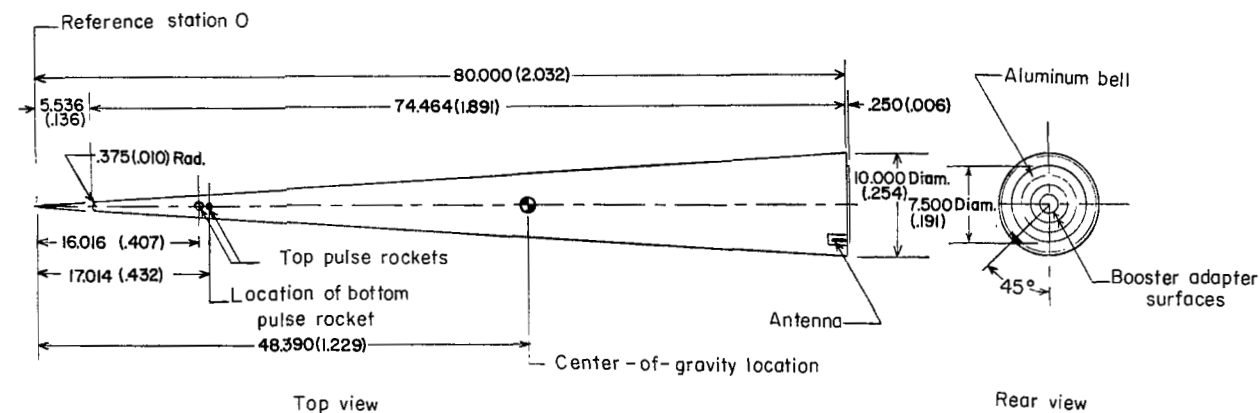 Reference station O
80.000 (2.032)
5.536
(.136)
74.464(1.891)
.250(.006)
Aluminum bell
.375(.010) Rad.
10.000 Diam.
(.254)
7.500 Diam.
(.191)
16.016 (.407)
Top pulse rockets
17.014 (.432)
Location of bottom
pulse rocket
48.390(1.229)
Antenna
45°
Booster adapter
surfaces
Center-of-gravity location
Top view
Rear view